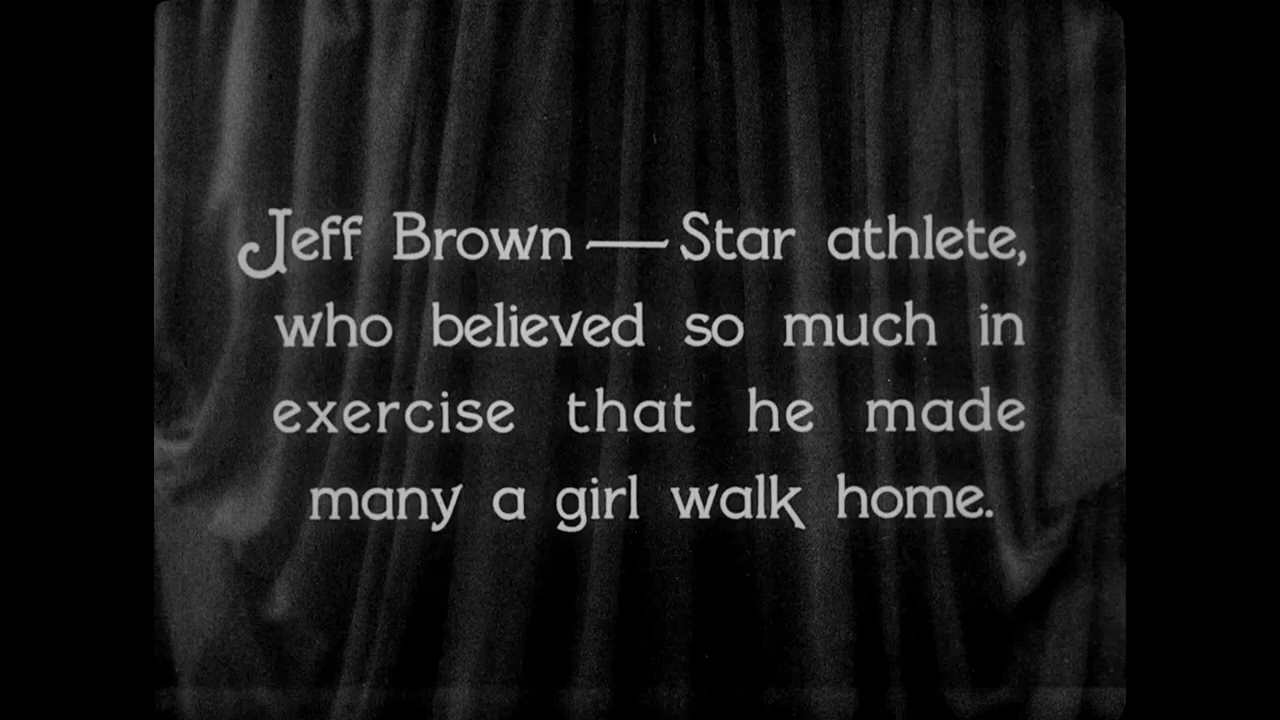 Jeff Brown — Star athlete,
who believed so much in
exercise that he made
many a girl walk home.